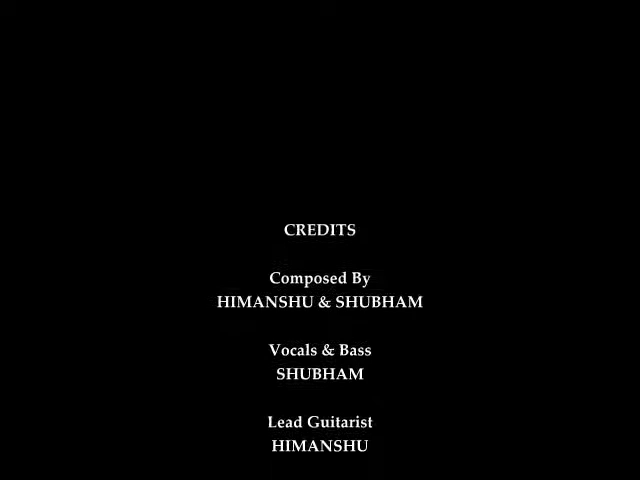 CREDITS
Composed By
HIMANSHU & SHUBHAM
Vocals & Bass
SHUBHAM
Lead Guitarist
HIMANSHU